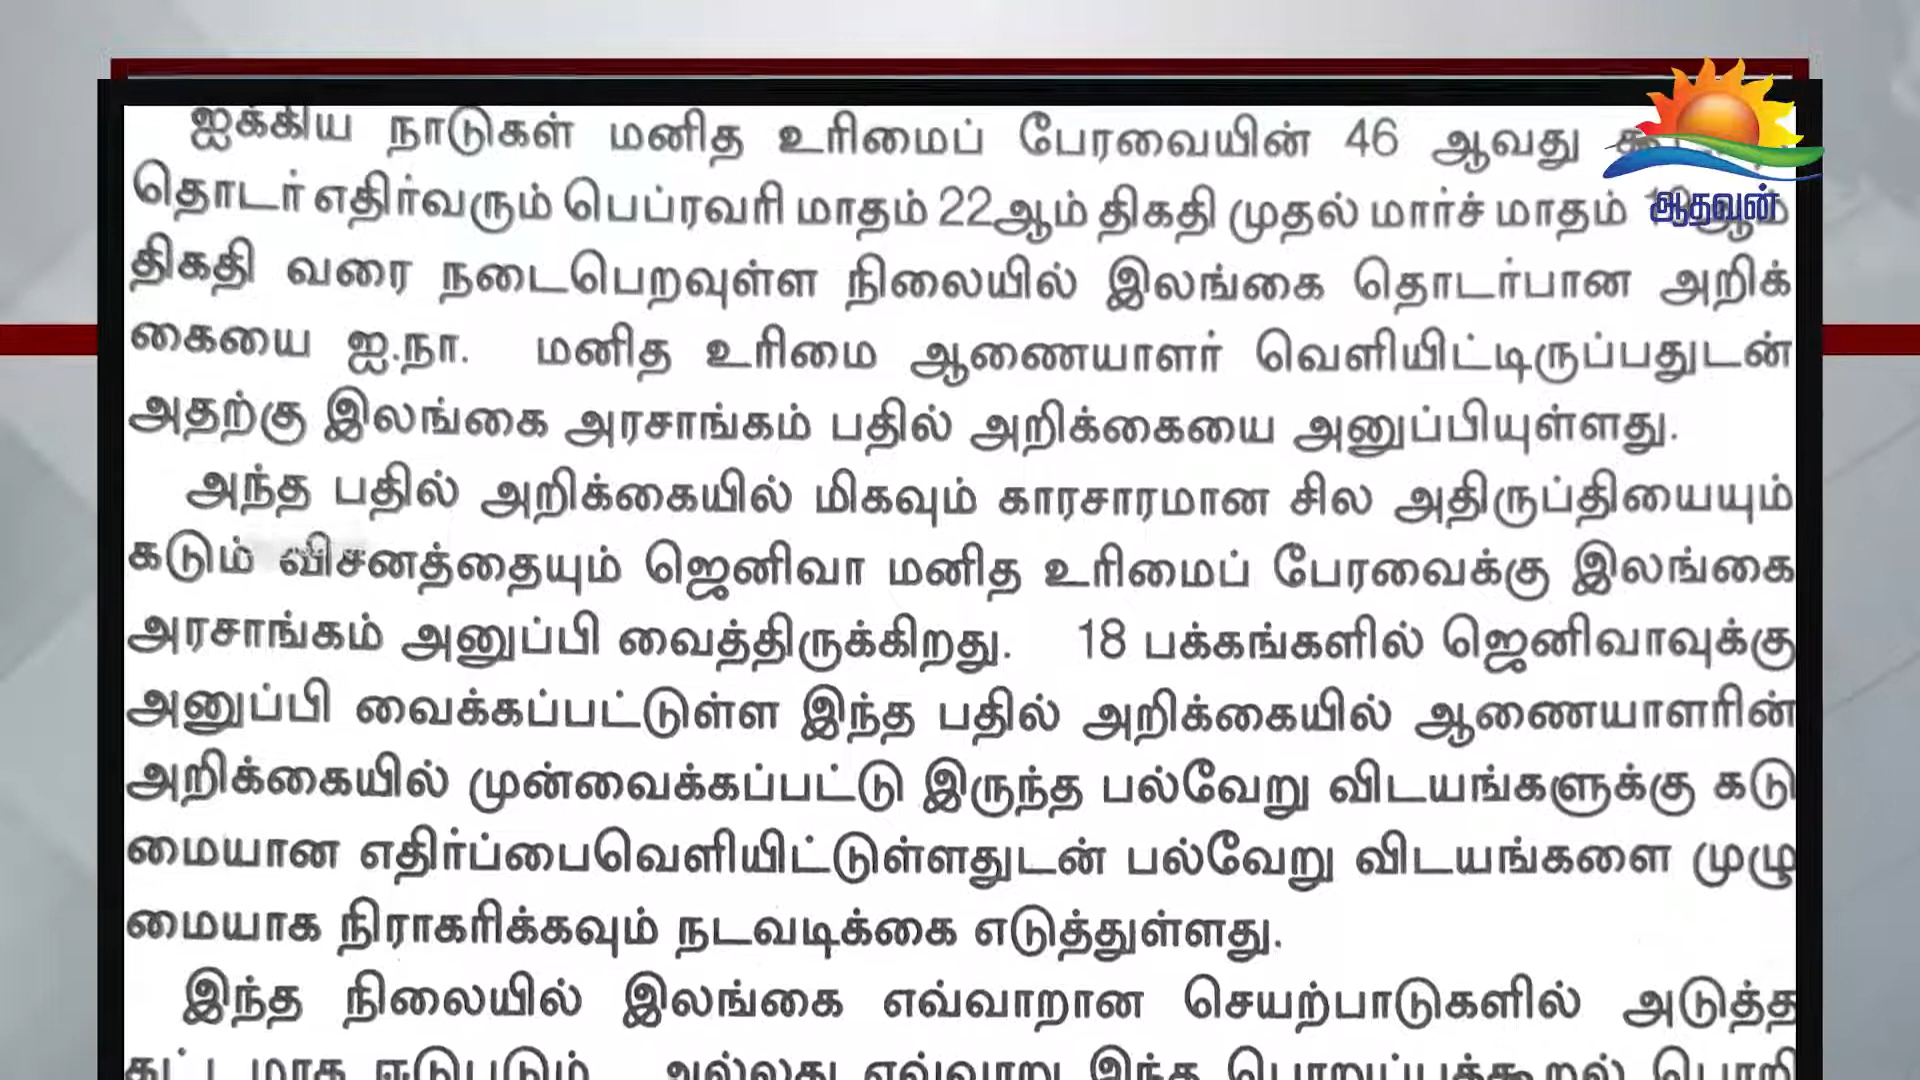 ஐக்கிய நாடுகள் மனித உரிமைப் பேரவையின் 46 ஆவது
தொடர் எதிர்வரும் பெப்ரவரி மாதம் 22ஆம் திகதி முதல் மார்ச் மாதம்
ஆதவன்
திகதி வரை நடைபெறவுள்ள நிலையில் இலங்கை தொடர்பான அறிக்
கையை ஐ.நா. மனித உரிமை ஆணையாளர் வெளியிட்டிருப்பதுடன்
அதற்கு இலங்கை அரசாங்கம் பதில் அறிக்கையை அனுப்பியுள்ளது.
அந்த பதில் அறிக்கையில் மிகவும் காரசாரமான சில அதிருப்தியையும்
கடும் விசனத்தையும் ஜெனிவா மனித உரிமைப் பேரவைக்கு இலங்கை
அரசாங்கம் அனுப்பி வைத்திருக்கிறது. 18 பக்கங்களில் ஜெனிவாவுக்கு
அனுப்பி வைக்கப்பட்டுள்ள இந்த பதில் அறிக்கையில் ஆணையாளரின்
அறிக்கையில் முன்வைக்கப்பட்டு இருந்த பல்வேறு விடயங்களுக்கு கடு
மையான எதிர்ப்பைவெளியிட்டுள்ளதுடன் பல்வேறு விடயங்களை முழு
மையாக நிராகரிக்கவும் நடவடிக்கை எடுத்துள்ளது.
இந்த நிலையில் இலங்கை எவ்வாறான செயற்பாடுகளில் அடுத்த